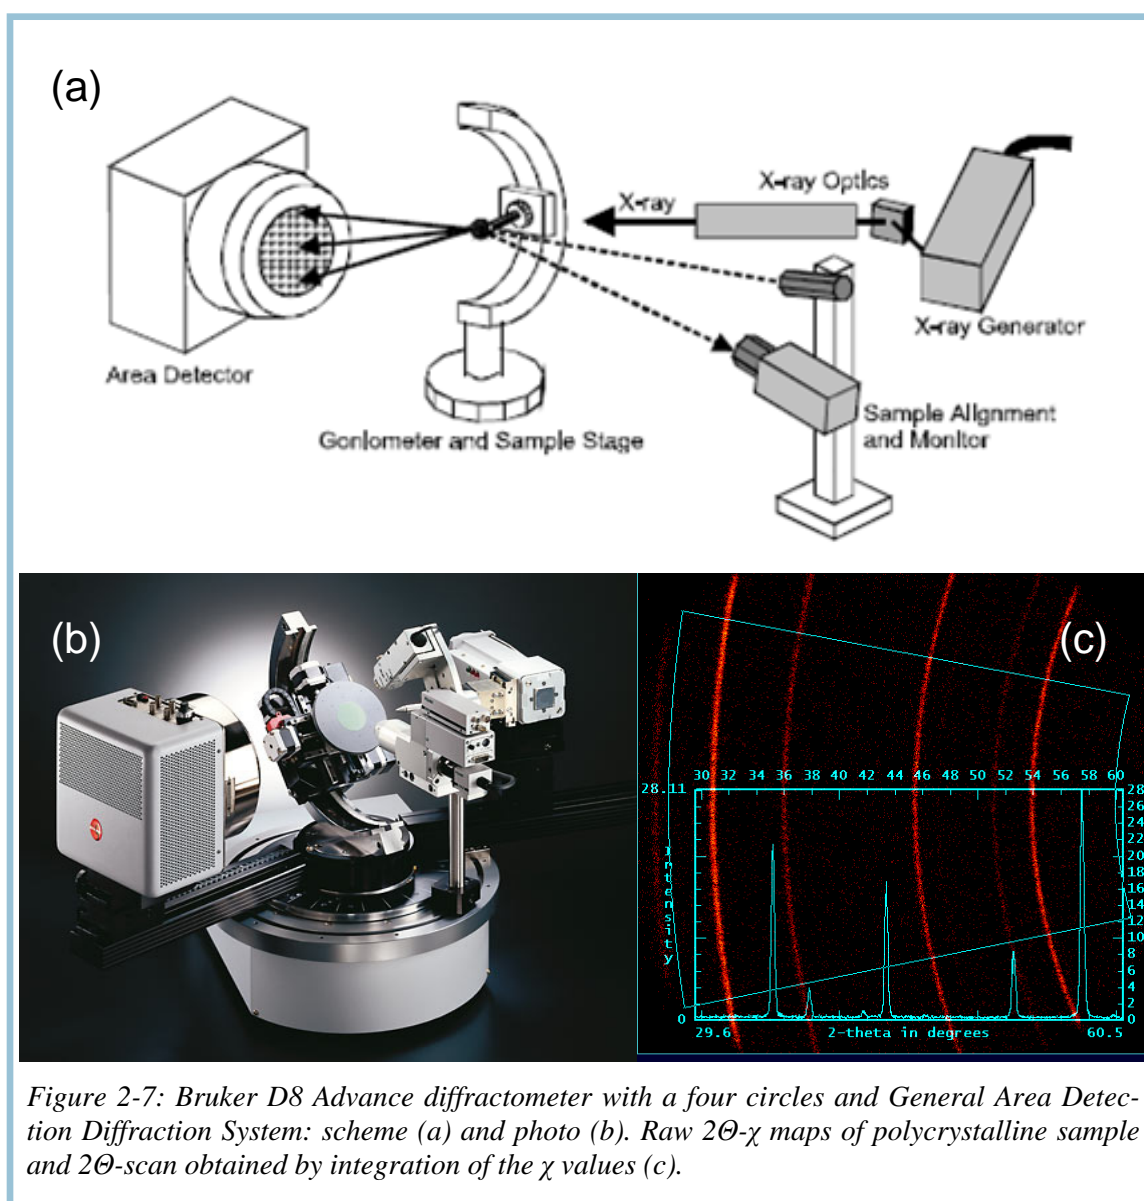 (a)
X-ray Optics
X-ray
X-ray Generator
Area Detector
Sample Alignment
and Monitor
Goniometer and Sample Stage
(b)
(c)
30 32 34 36 38 40 42 44 46 48 50 52 54 56 58 60
28.11
28
26
24
22
20
18
16
14
12
10
8
6
4
2
0
Intensity
0
29.6 2-theta in degrees 60.5
Figure 2-7: Bruker D8 Advance diffractometer with a four circles and General Area Detec-
tion Diffraction System: scheme (a) and photo (b). Raw 2Θ-χ maps of polycrystalline sample
and 2Θ-scan obtained by integration of the χ values (c).